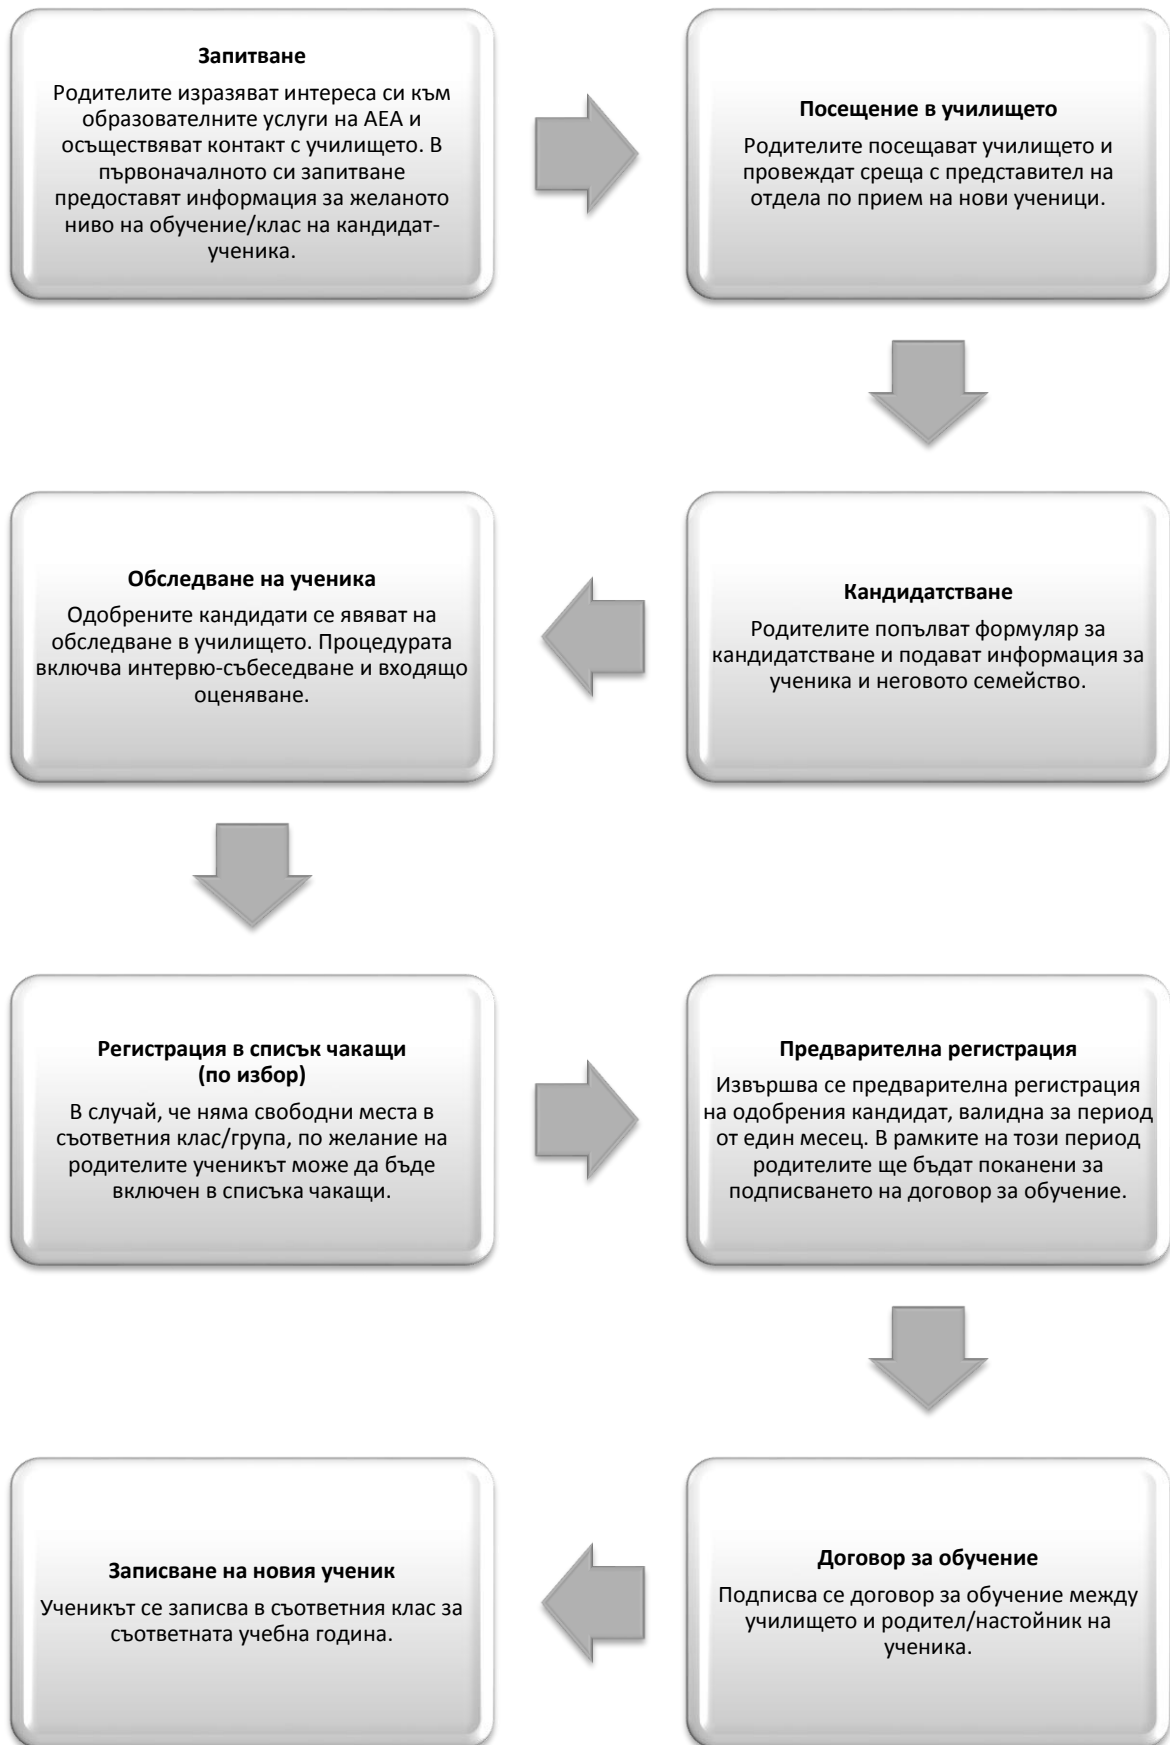 Запитване
Родителите изразяват интереса си към
образователните услуги на АЕА и
осъществяват контакт с училището. В
първоначалното си запитване
предоставят информация за желаното
ниво на обучение/клас на кандидат-
ученика.
Посещение в училището
Родителите посещават училището и
провеждат среща с представител на
отдела по прием на нови ученици.
Кандидатстване
Родителите попълват формуляр за
кандидатстване и подават информация за
ученика и неговото семейство.
Обследване на ученика
Одобрените кандидати се явяват на
обследване в училището. Процедурата
включва интервю-събеседване и входящо
оценяване.
Регистрация в списък чакащи
(по избор)
В случай, че няма свободни места в
съответния клас/група, по желание на
родителите ученикът може да бъде
включен в списъка чакащи.
Предварителна регистрация
Извършва се предварителна регистрация
на одобрения кандидат, валидна за период
от един месец. В рамките на този период
родителите ще бъдат поканени за
подписването на договор за обучение.
Договор за обучение
Подписва се договор за обучение между
училището и родител/настойник на
ученика.
Записване на новия ученик
Ученикът се записва в съответния клас за
съответната учебна година.